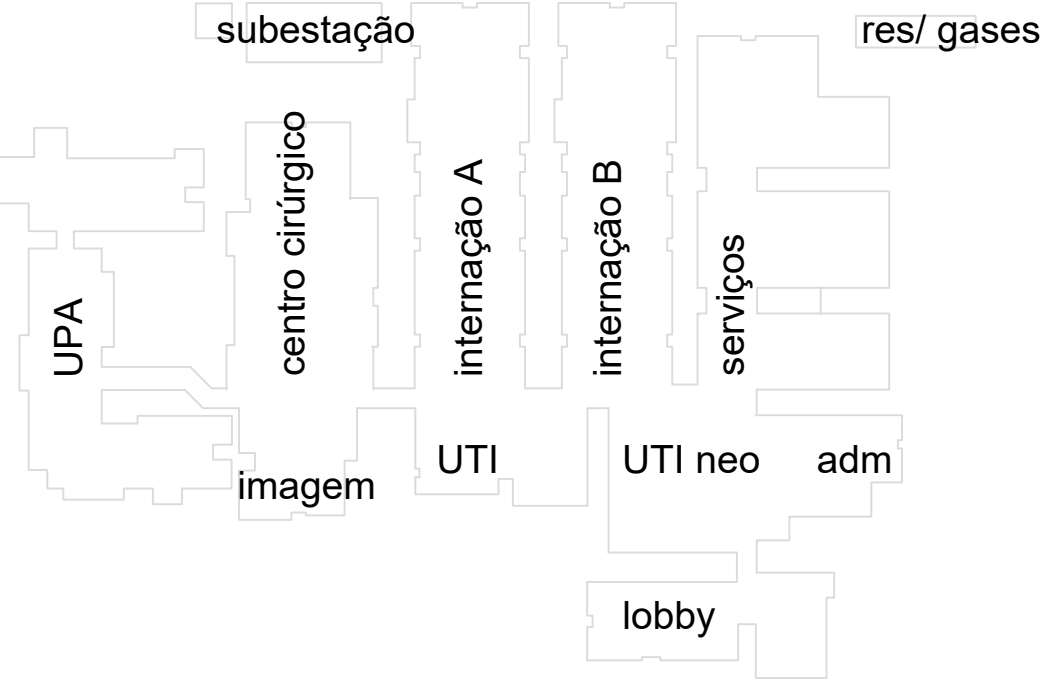 subestação
res/ gases
centro cirúrgico
internação A
internação B
serviços
UPA
UTI
UTI neo
adm
imagem
lobby